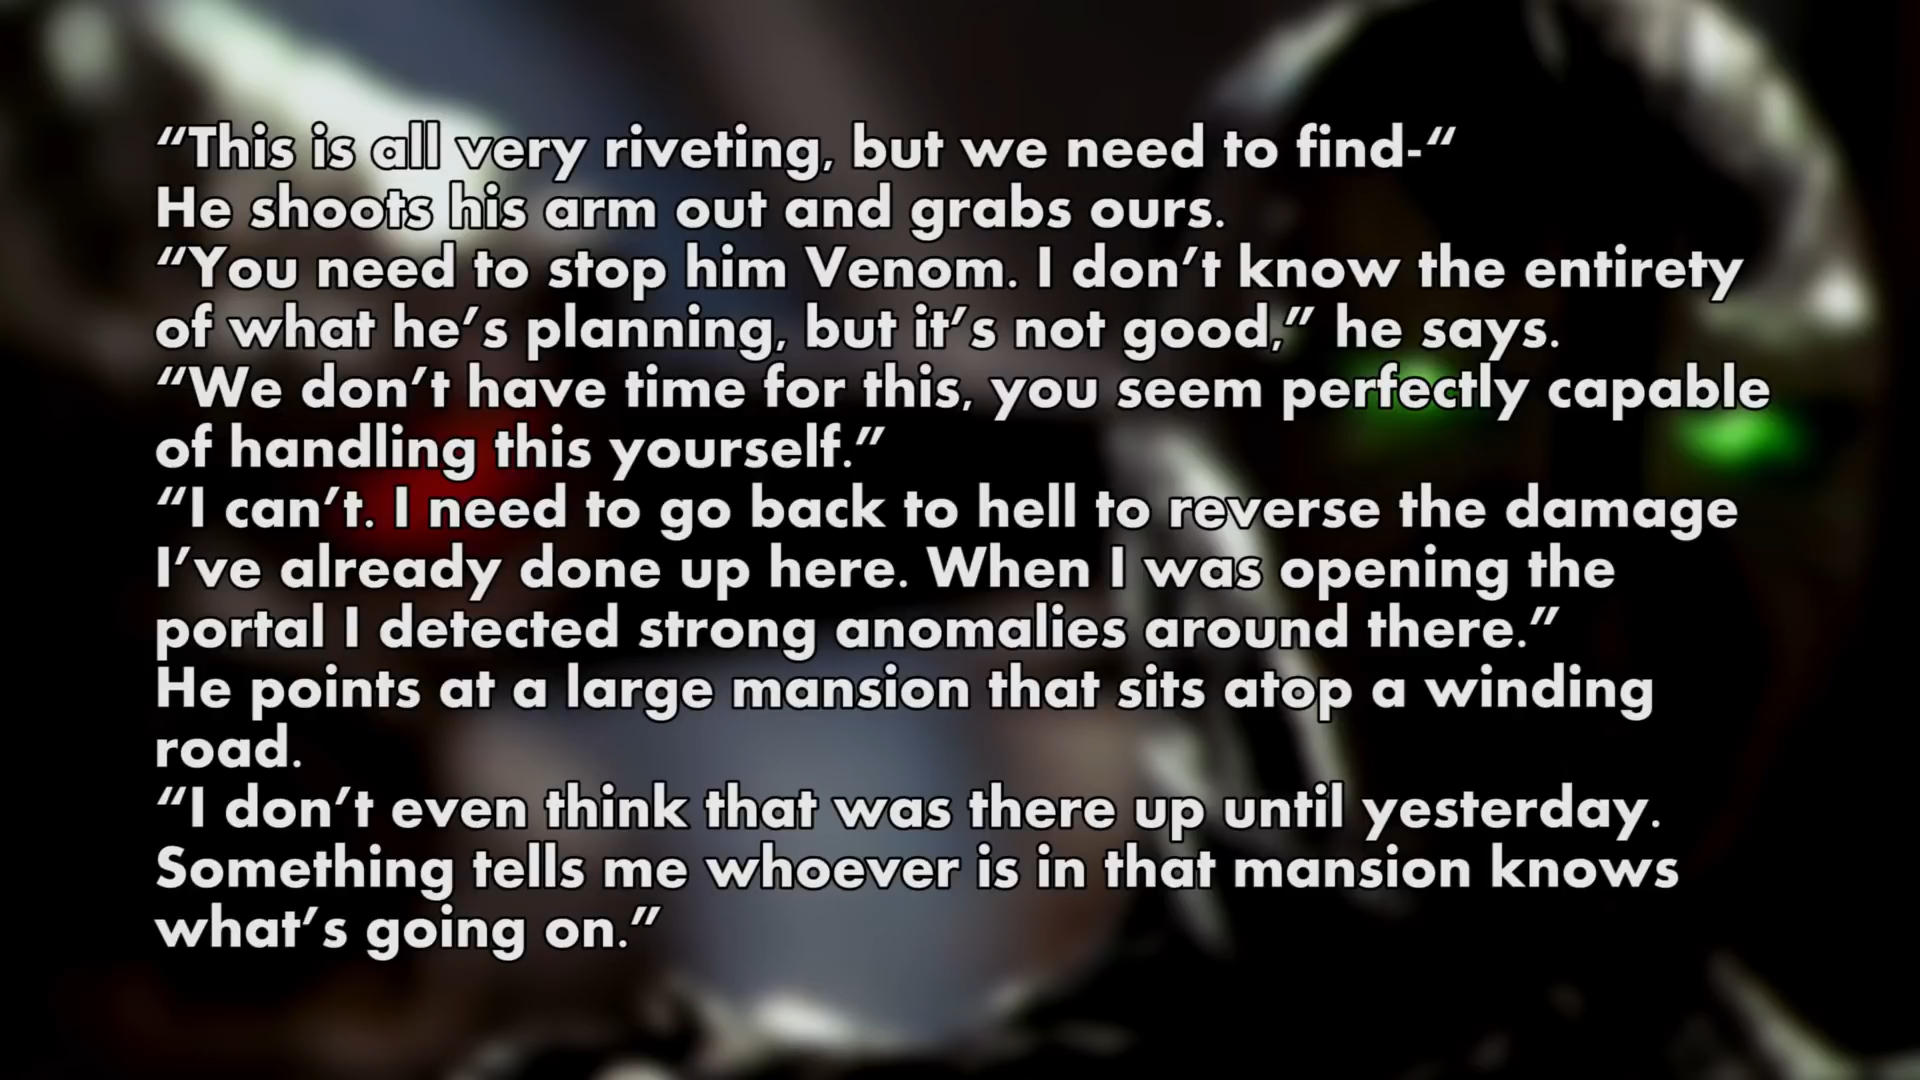 “This is all very riveting, but we need to find-“
He shoots his arm out and grabs ours.
“You need to stop him Venom. I don’t know the entirety
of what he’s planning, but it’s not good,” he says.
“We don’t have time for this, you seem perfectly capable
of handling this yourself.”
“I can’t. I need to go back to hell to reverse the damage
I’ve already done up here. When I was opening the
portal I detected strong anomalies around there.”
He points at a large mansion that sits atop a winding
road.
“I don’t even think that was there up until yesterday.
Something tells me whoever is in that mansion knows
what’s going on.”